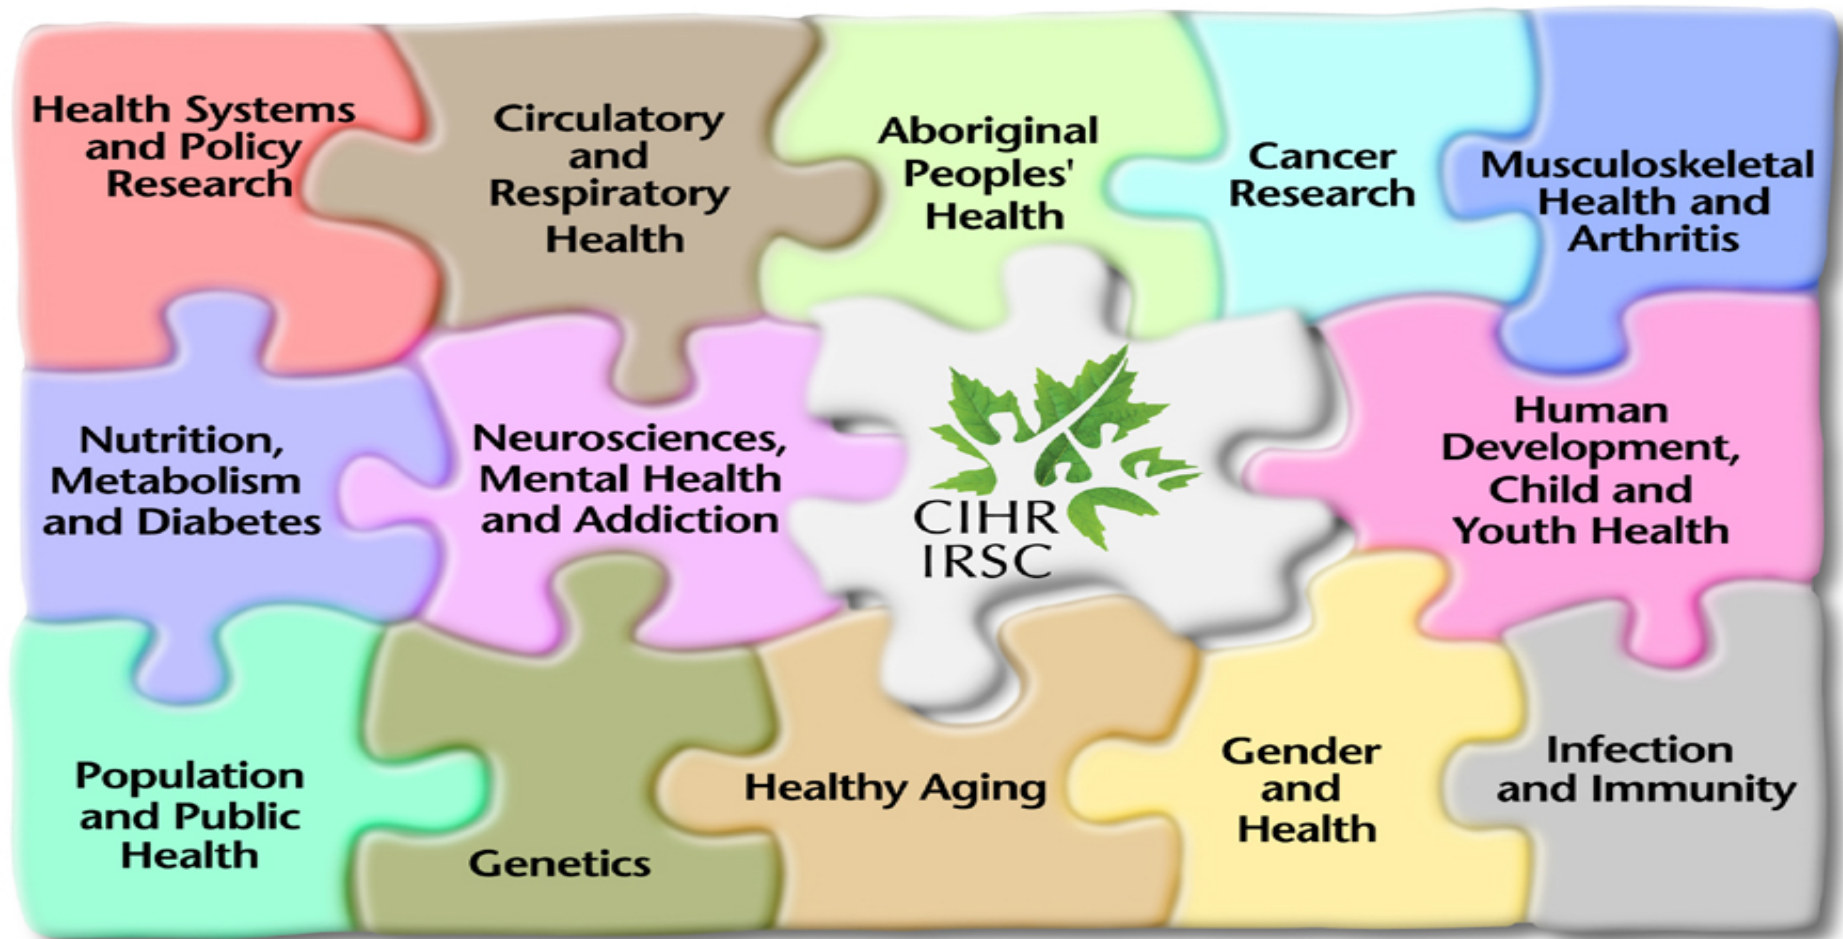 Health Systems
and Policy
Research
Circulatory
and
Respiratory
Health
Aboriginal
Peoples'
Health
Cancer
Research
Musculoskeletal
Health and
Arthritis
Nutrition,
Metabolism
and Diabetes
Neurosciences,
Mental Health
and Addiction
CIHR
IRSC
Human
Development,
Child and
Youth Health
Population
and Public
Health
Genetics
Healthy Aging
Gender
and
Health
Infection
and Immunity